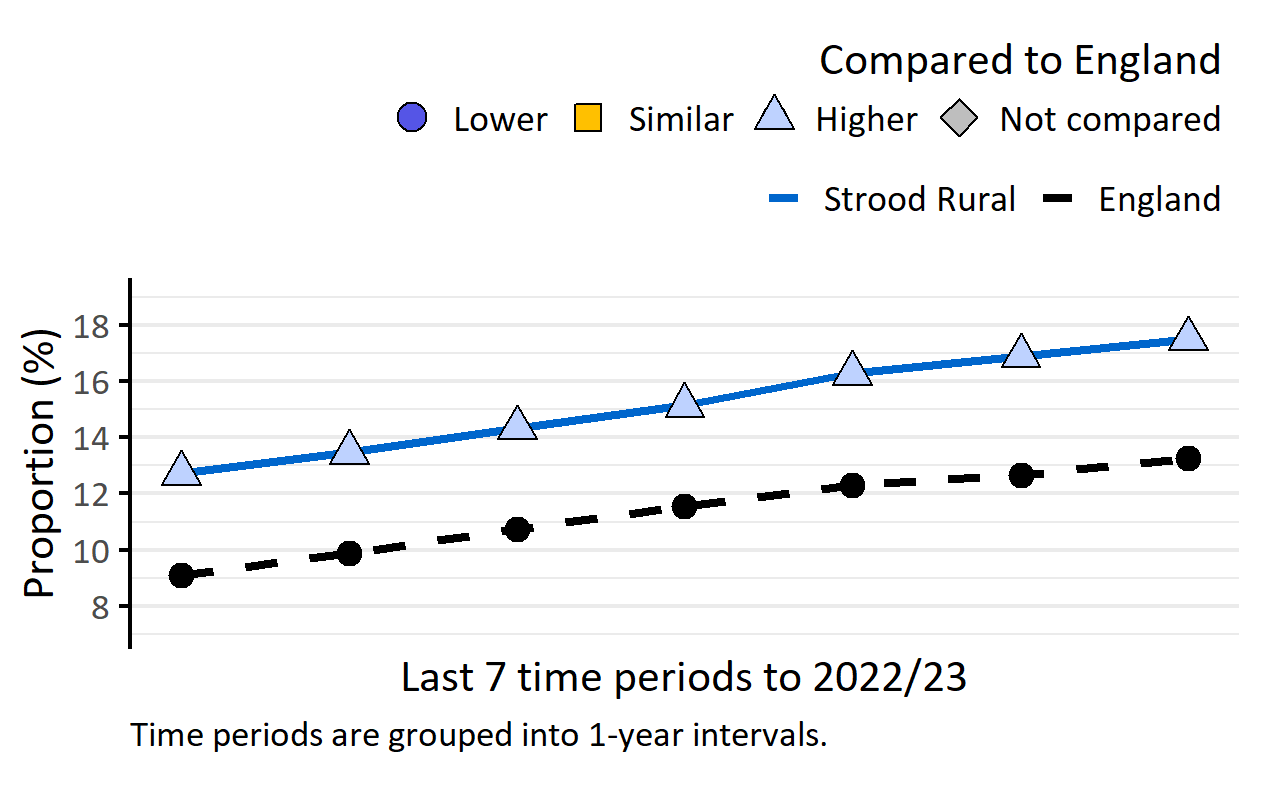 Compared to England
Lower Similar Higher Not compared
Strood Rural England
Proportion (%)
18
16
14
12
10
8
Last 7 time periods to 2022/23
Time periods are grouped into 1-year intervals.